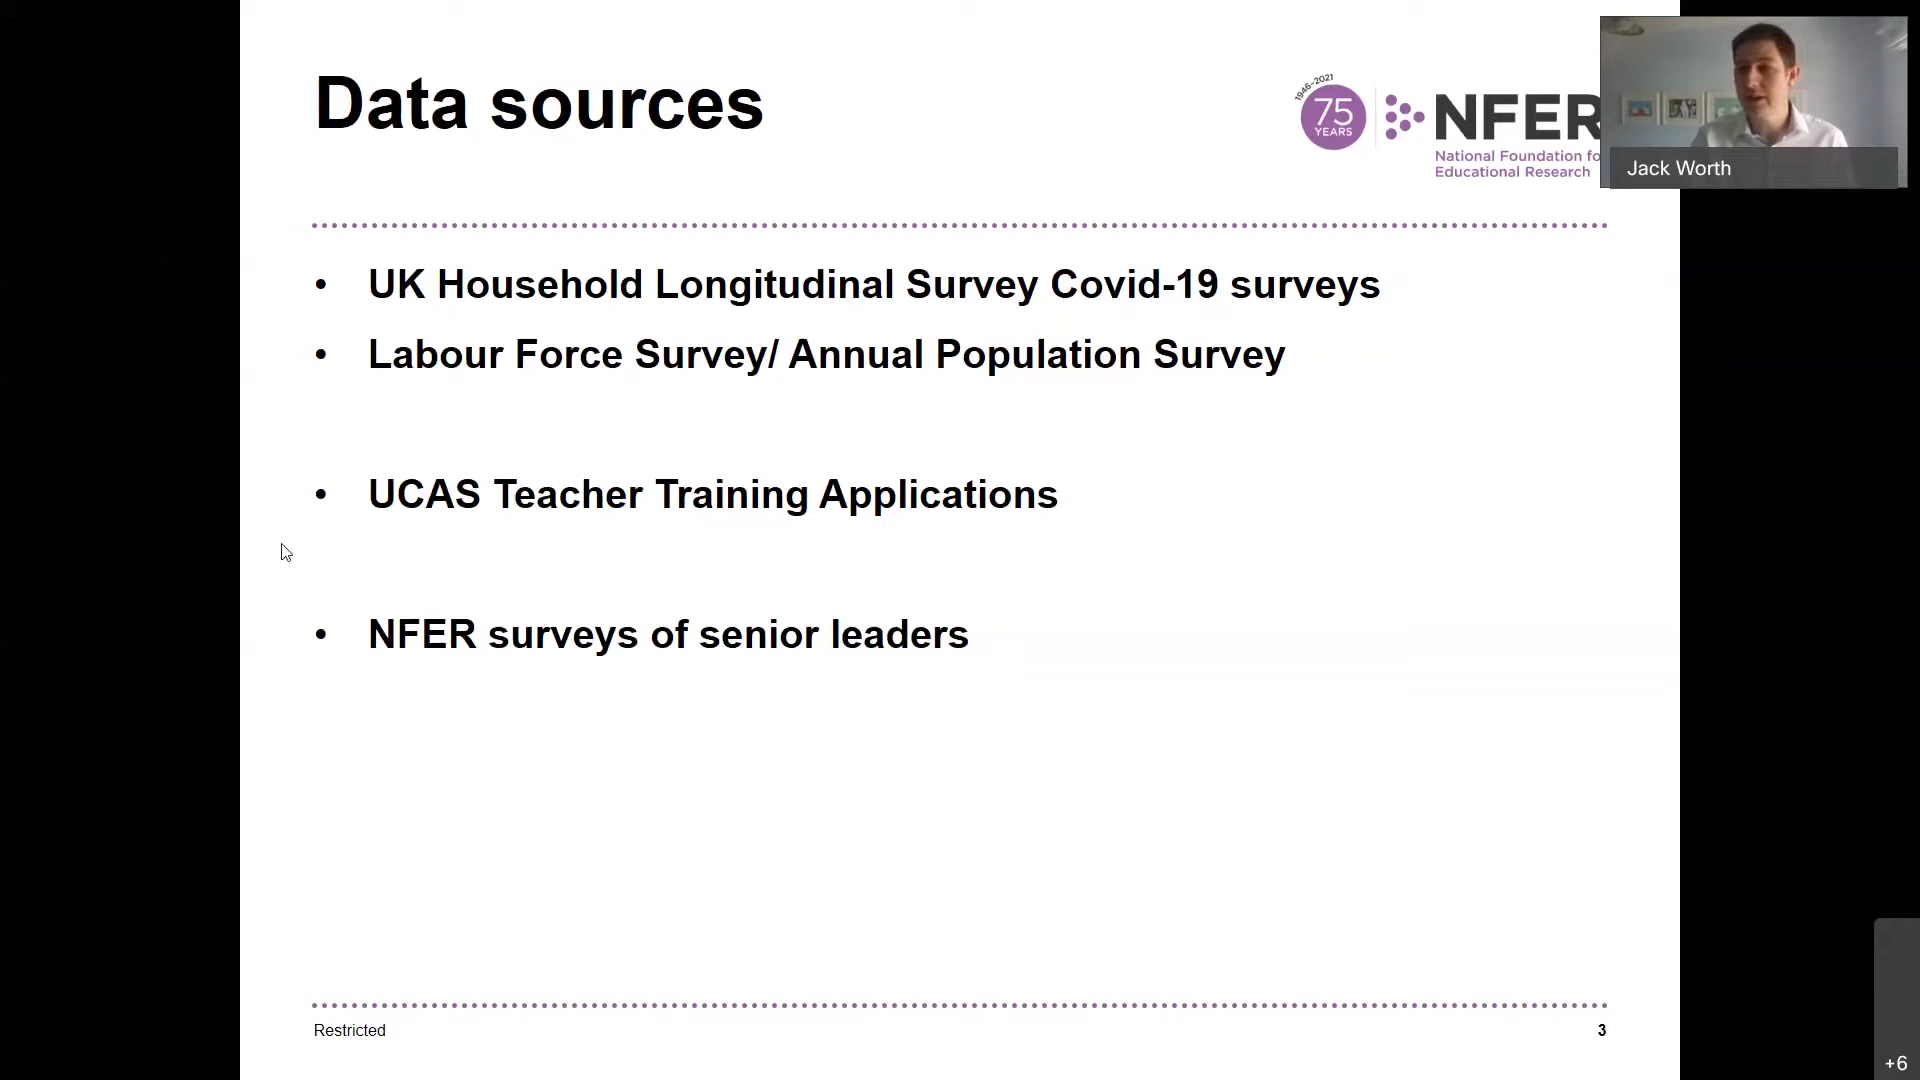 Data sources
1946-2021
75
YEARS
NFER
National Foundation fo
Educational Research
Jack Worth
• UK Household Longitudinal Survey Covid-19 surveys
• Labour Force Survey/ Annual Population Survey
• UCAS Teacher Training Applications
• NFER surveys of senior leaders
Restricted
3
+6